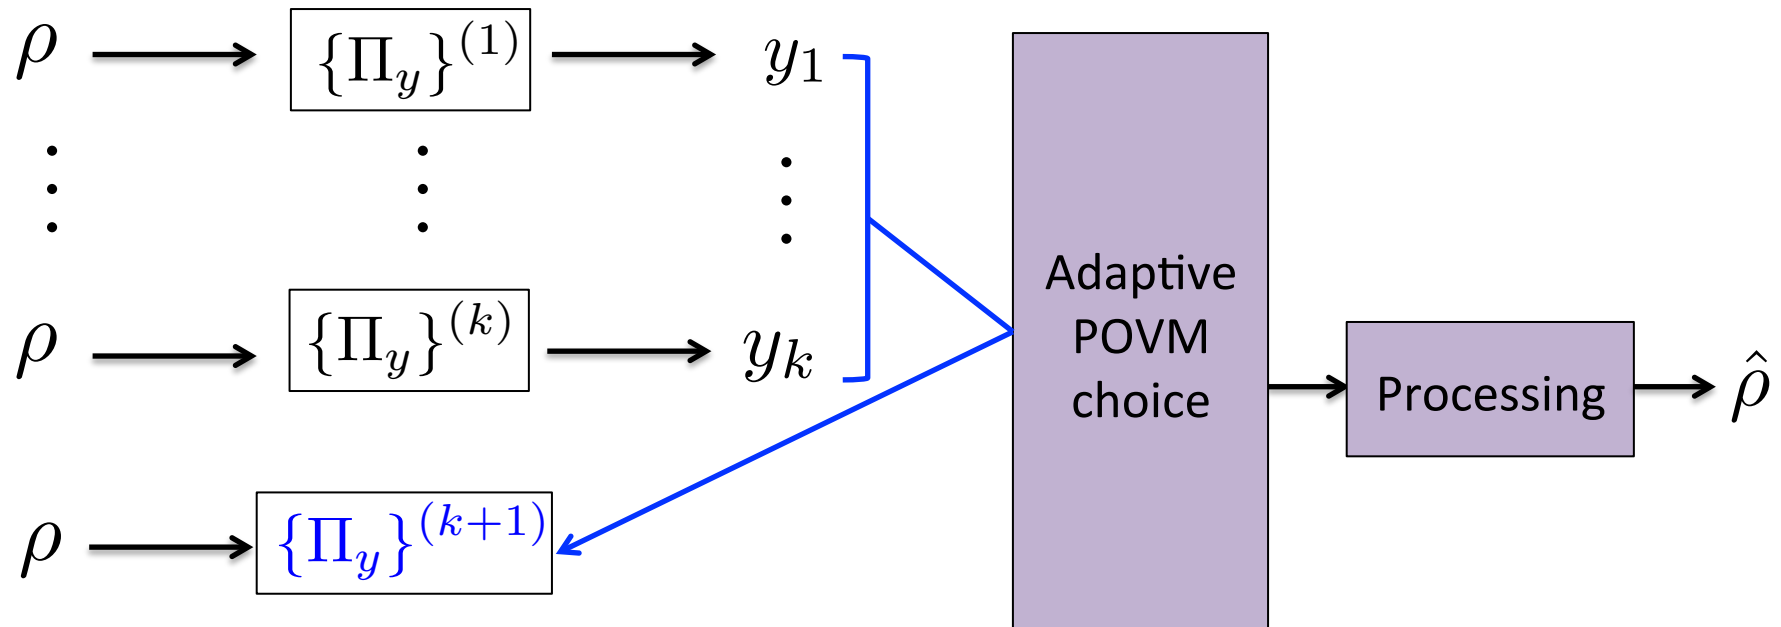 ρ {Π_y}^(1) y_1
ρ {Π_y}^(k) y_k
ρ {Π_y}^(k+1)
Adaptive
POVM
choice
Processing
ρ̂